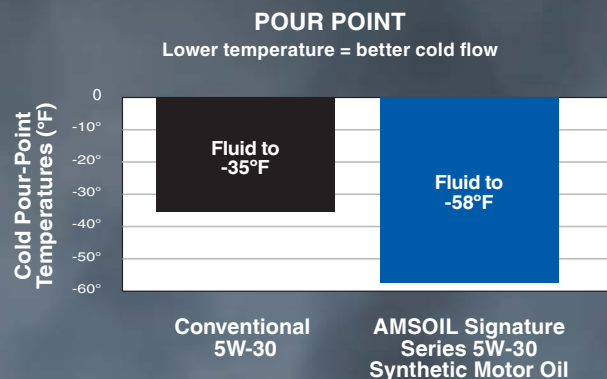 POUR POINT
Lower temperature = better cold flow
Cold Pour-Point
Temperatures (°F)
0
-10°
-20°
-30°
-40°
-50°
-60°
Fluid to
-35°F
Fluid to
-58°F
Conventional
5W-30
AMSOIL Signature
Series 5W-30
Synthetic Motor Oil